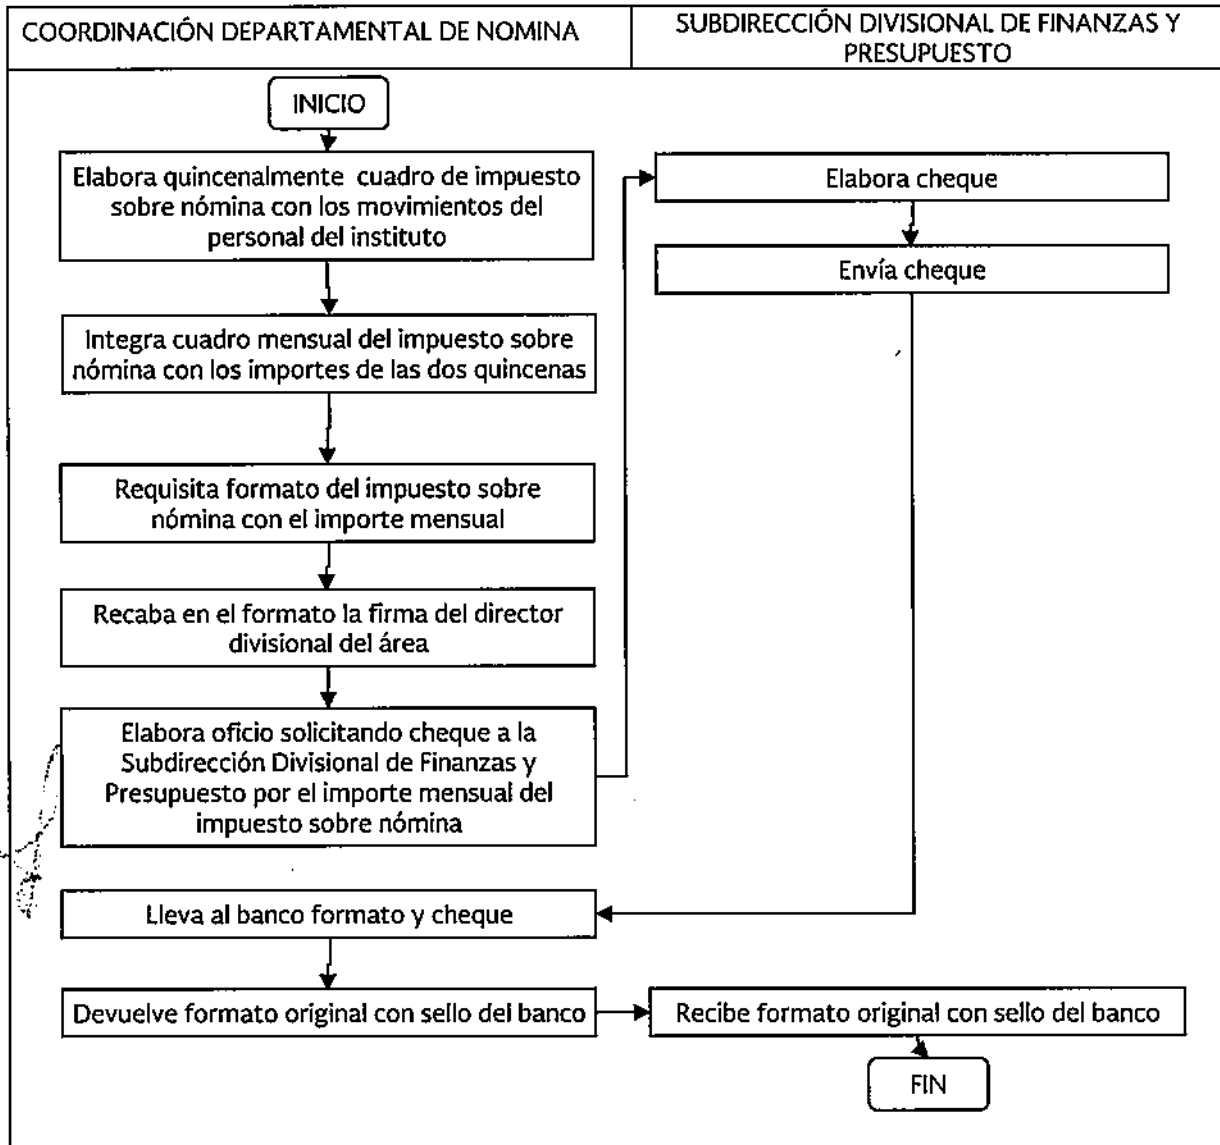 COORDINACIÓN DEPARTAMENTAL DE NOMINA
SUBDIRECCIÓN DIVISIONAL DE FINANZAS Y
PRESUPUESTO
INICIO
Elabora quincenalmente cuadro de impuesto
sobre nómina con los movimientos del
personal del instituto
Integra cuadro mensual del impuesto sobre
nómina con los importes de las dos quincenas
Requisita formato del impuesto sobre
nómina con el importe mensual
Recaba en el formato la firma del director
divisional del área
Elabora oficio solicitando cheque a la
Subdirección Divisional de Finanzas y
Presupuesto por el importe mensual del
impuesto sobre nómina
Elabora cheque
Envía cheque
Lleva al banco formato y cheque
Devuelve formato original con sello del banco
Recibe formato original con sello del banco
FIN